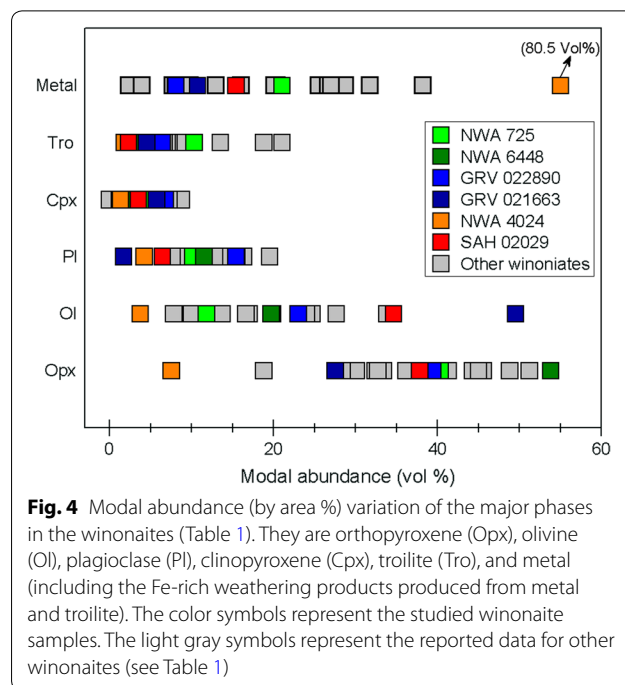 (80.5 Vol%)
Metal
Tro
Cpx
Pl
Ol
Opx
NWA 725
NWA 6448
GRV 022890
GRV 021663
NWA 4024
SAH 02029
Other winoniates
0 20 40 60
Modal abundance (vol %)
Fig. 4 Modal abundance (by area %) variation of the major phases
in the winonaites (Table 1). They are orthopyroxene (Opx), olivine
(Ol), plagioclase (Pl), clinopyroxene (Cpx), troilite (Tro), and metal
(including the Fe-rich weathering products produced from metal
and troilite). The color symbols represent the studied winonaite
samples. The light gray symbols represent the reported data for other
winonaites (see Table 1)